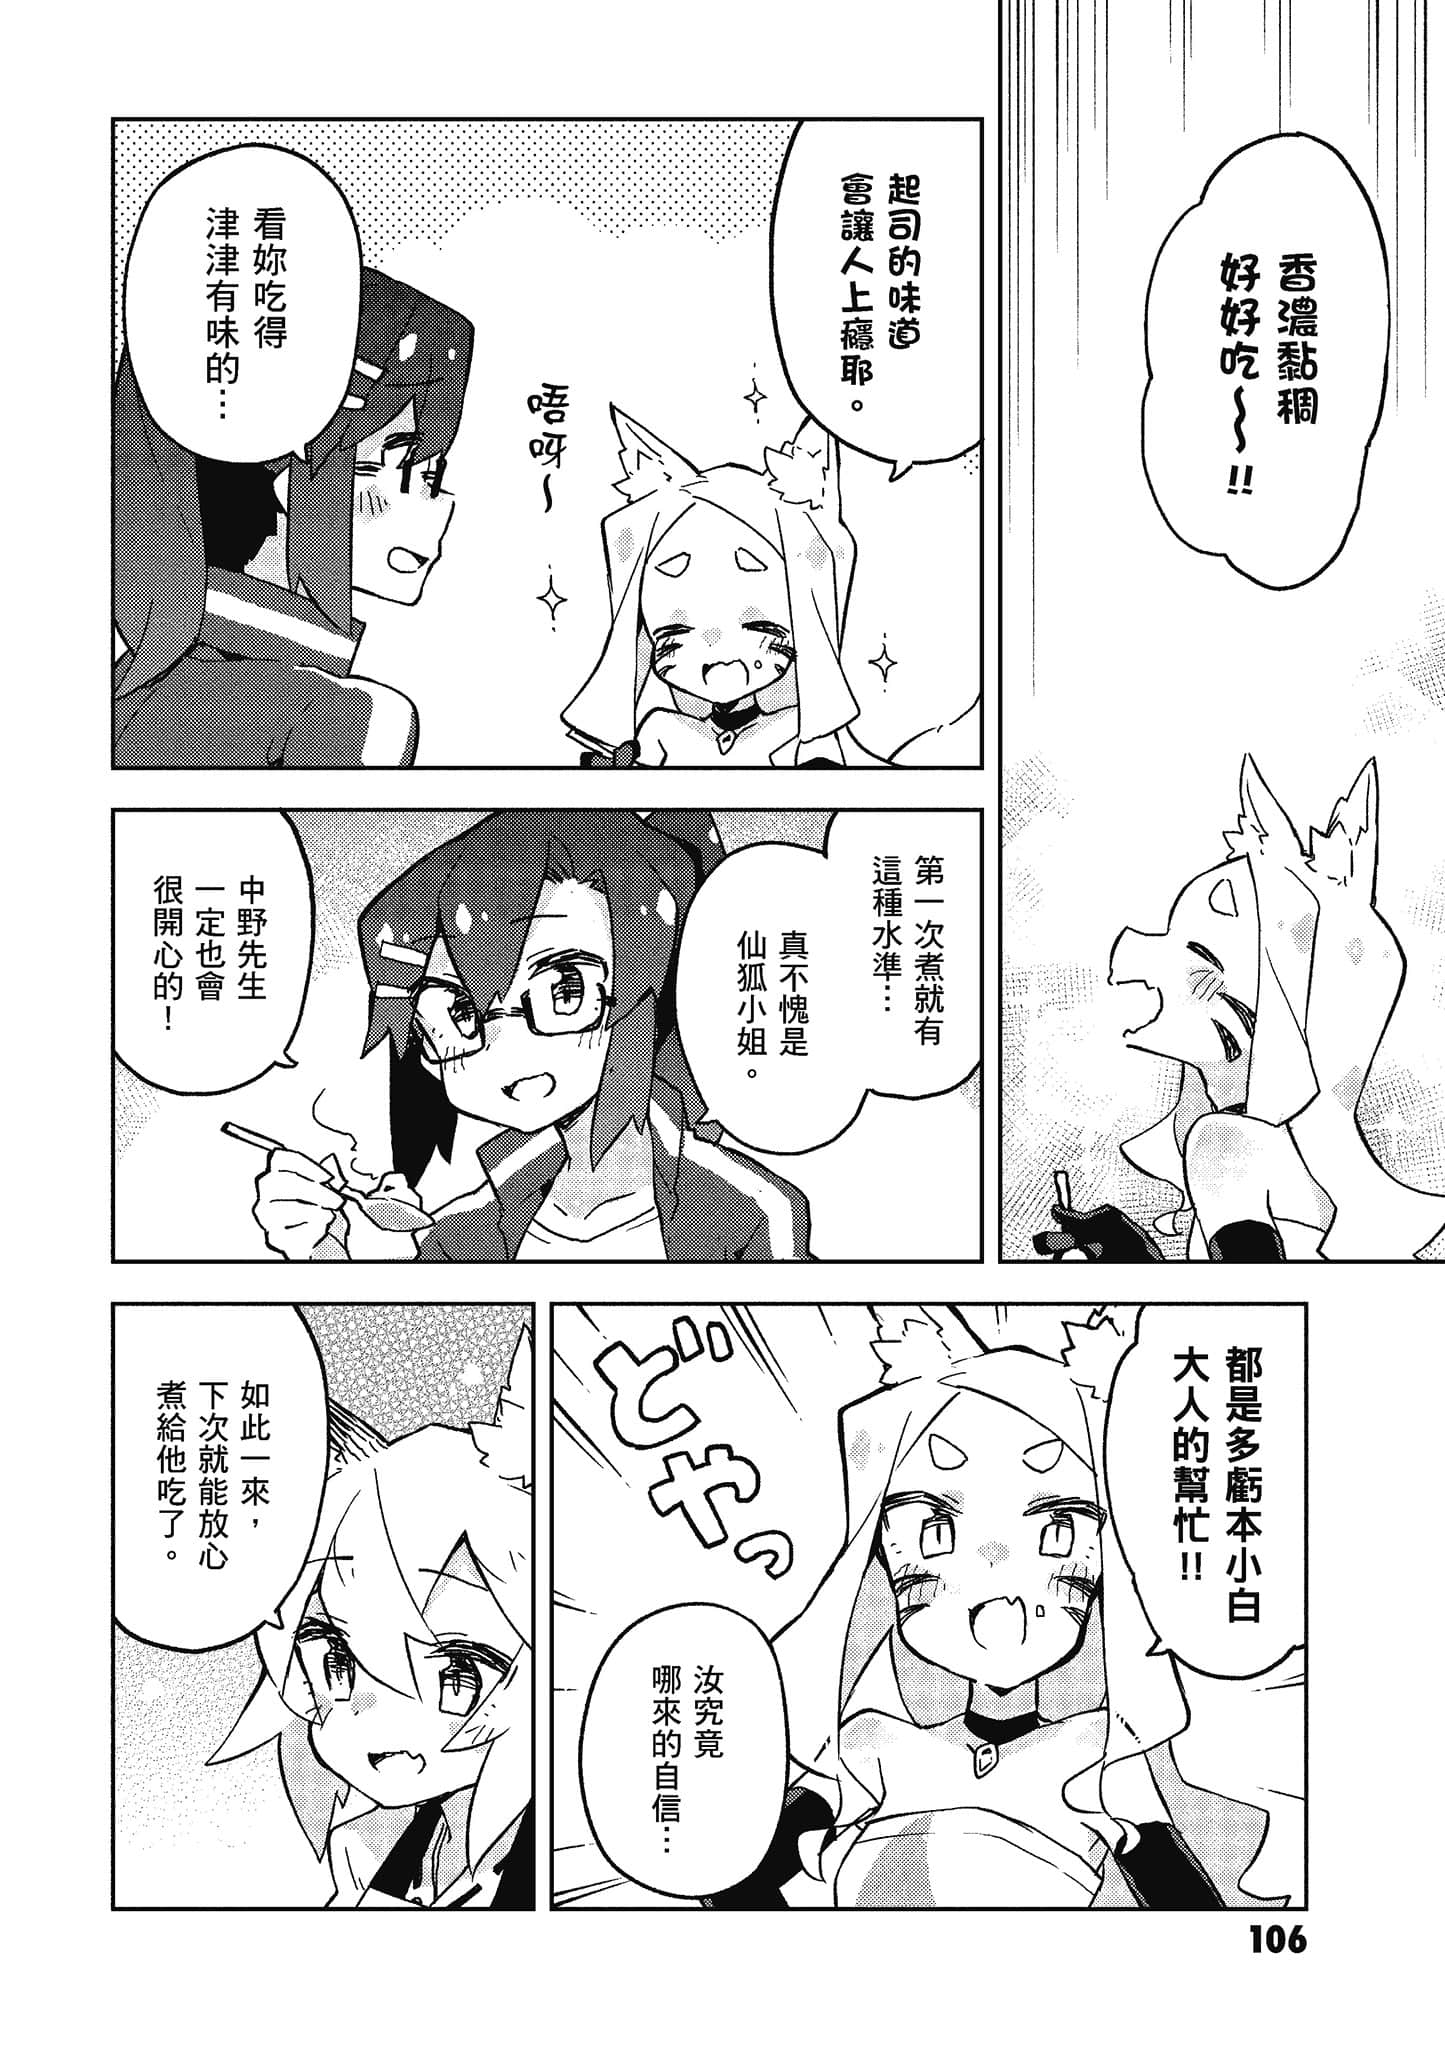 香濃黏稠
好好吃～～!!
起司的味道
會讓人上癮耶。
唔呀～
看妳吃得
津津有味的…
第一次煮就有
這種水準…
真不愧是
仙狐小姐。
中野先生
一定也會
很開心的！
都是多虧本小白
大人的幫忙!!
どやっ
汝究竟
哪來的自信…
如此一來，
下次就能放心
煮給他吃了。
106